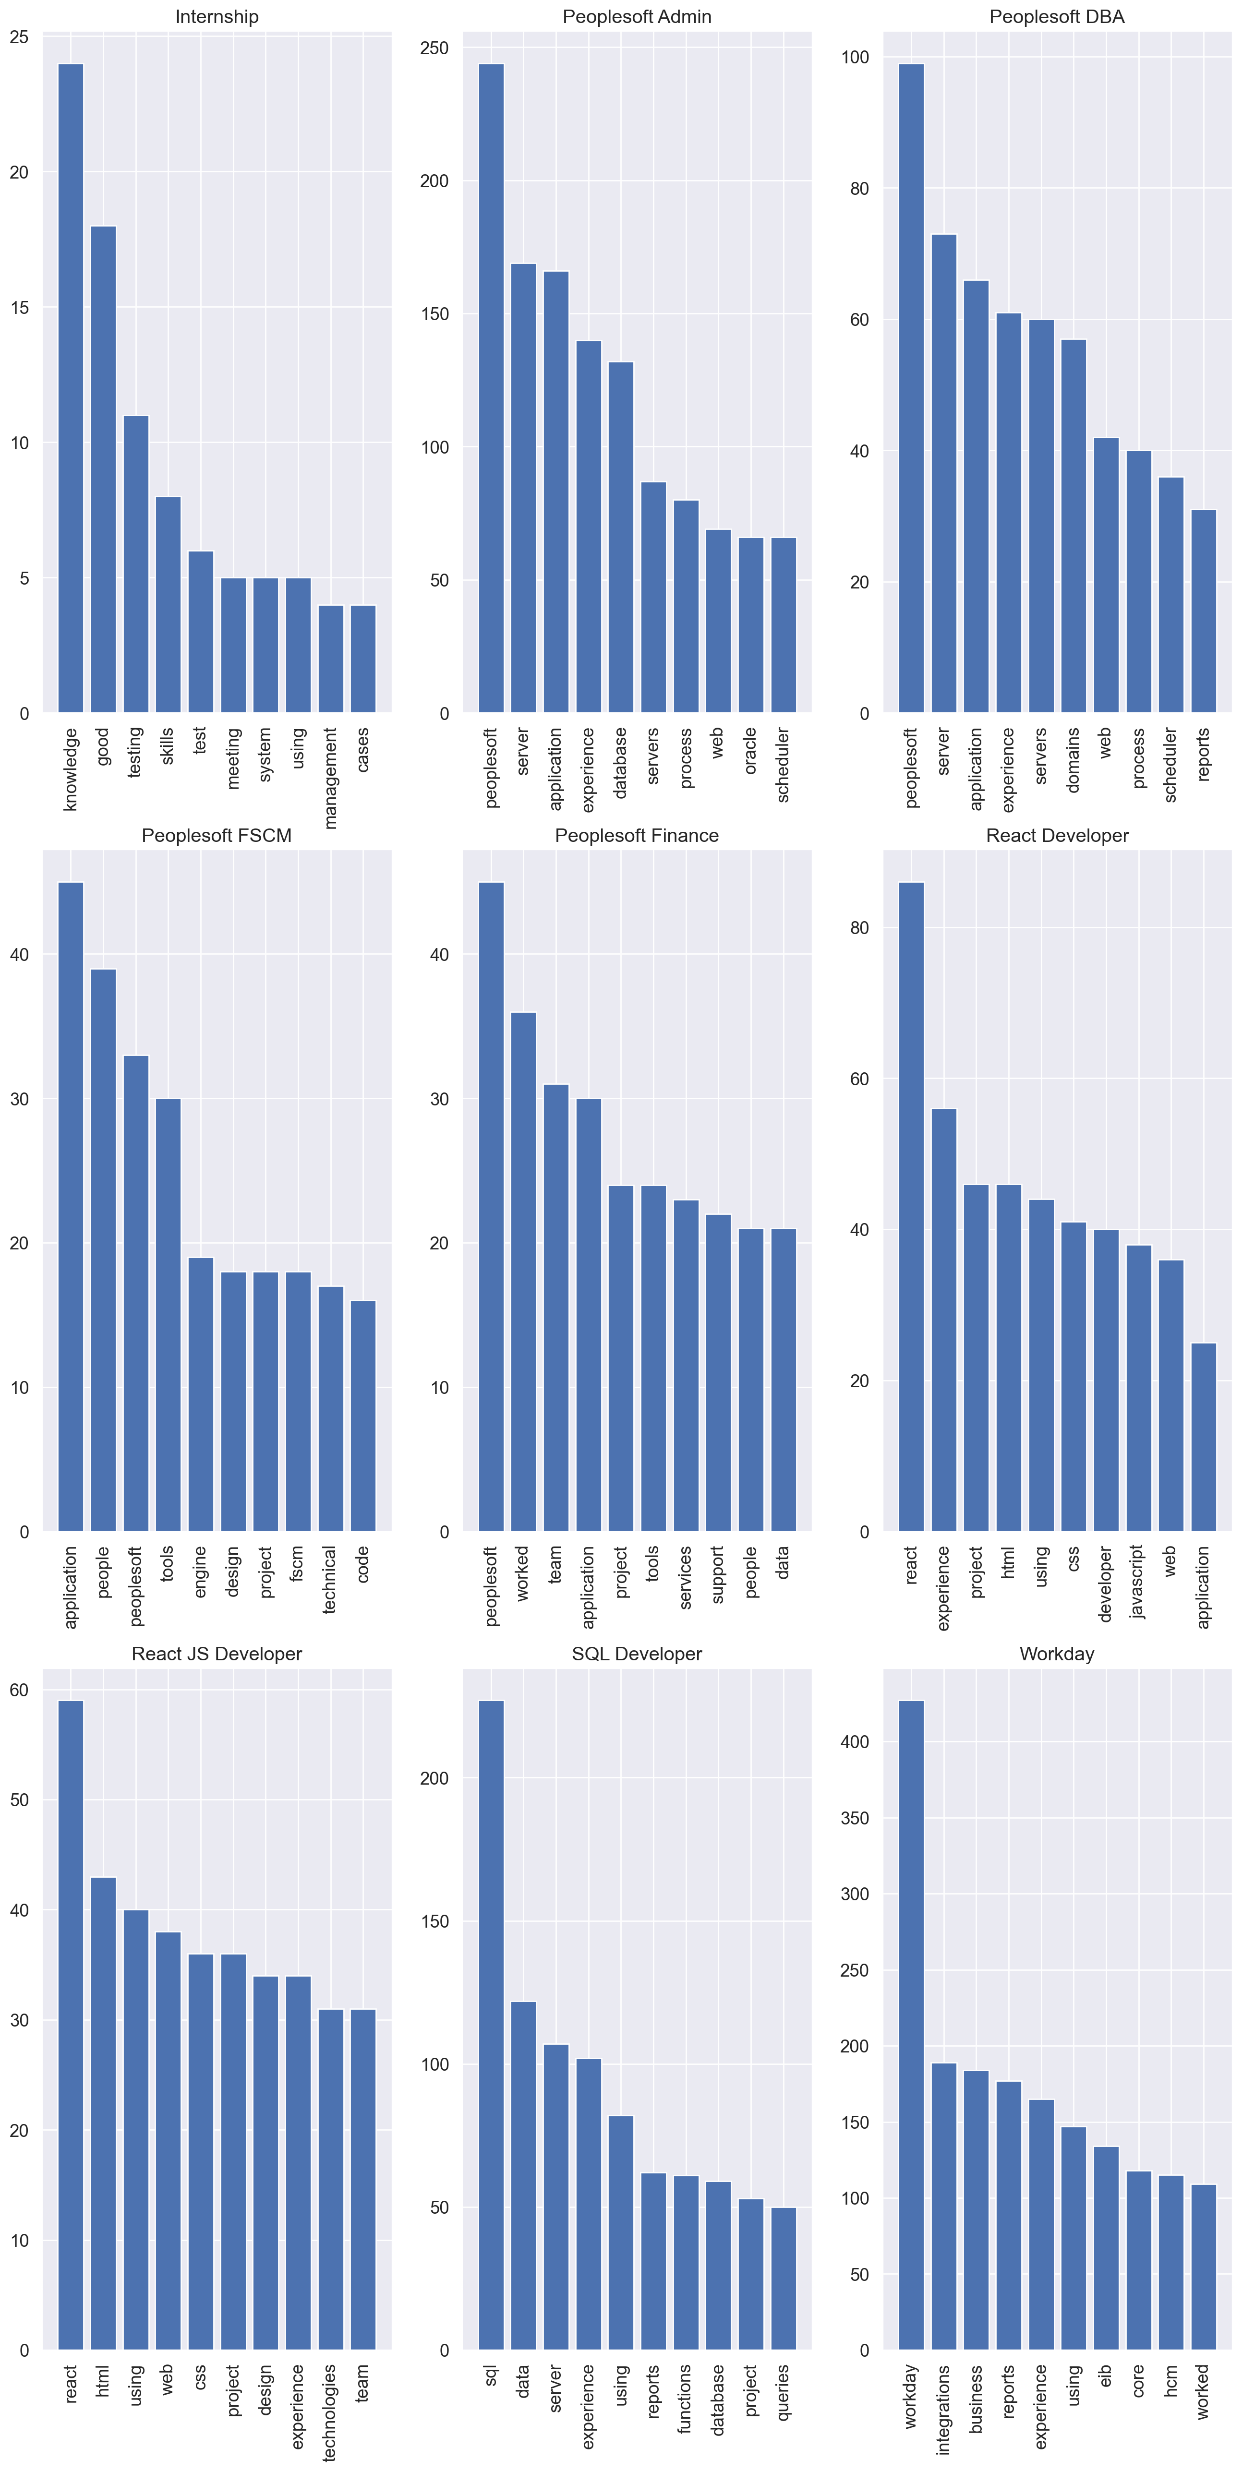 Internship
25
20
15
10
5
0
knowledge
good
testing
skills
test
meeting
system
using
management
cases
Peoplesoft Admin
250
200
150
100
50
0
peoplesoft
server
application
experience
database
servers
process
web
oracle
scheduler
Peoplesoft DBA
100
80
60
40
20
0
peoplesoft
server
application
experience
servers
domains
web
process
scheduler
reports
Peoplesoft FSCM
40
30
20
10
0
application
people
peoplesoft
tools
engine
design
project
fscm
technical
code
Peoplesoft Finance
40
30
20
10
0
peoplesoft
worked
team
application
project
tools
services
support
people
data
React Developer
80
60
40
20
0
react
experience
project
html
using
css
developer
javascript
web
application
React JS Developer
60
50
40
30
20
10
0
react
html
using
web
css
project
design
experience
technologies
team
SQL Developer
200
150
100
50
0
sql
data
server
experience
using
reports
functions
database
project
queries
Workday
400
350
300
250
200
150
100
50
0
workday
integrations
business
reports
experience
using
eib
core
hcm
worked